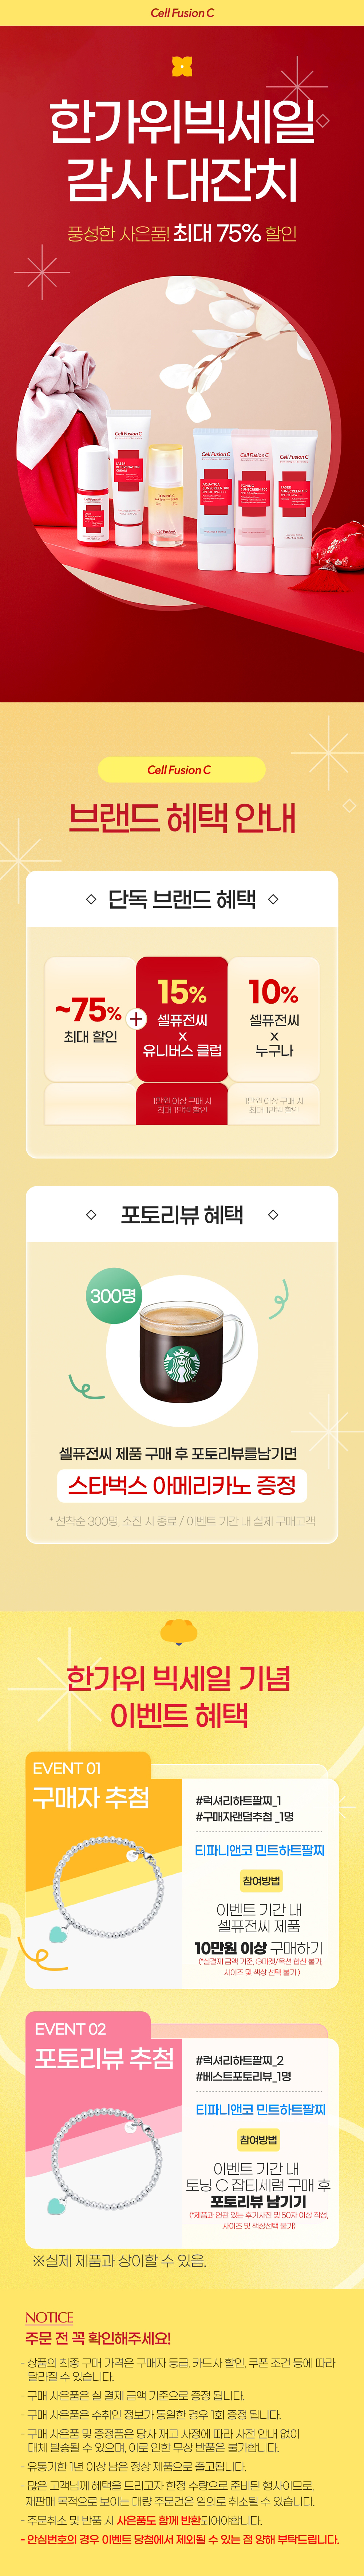 Cell Fusion C
한가위빅세일
감사 대잔치
풍성한 사은품! 최대 75% 할인
Cell Fusion C
LASER
REJUVENATION
CREAM
Cell Fusion C
TONING C
Cell Fusion C
Cell Fusion C
AQUATICA
SUNSCREEN 100
Cell Fusion C
TONING
SUNSCREEN 100
Cell Fusion C
LASER
SUNSCREEN 100
Cell Fusion C
브랜드 혜택 안내
단독 브랜드 혜택
~75%
최대 할인
+
15%
셀퓨전씨
x
유니버스 클럽
1만원 이상 구매 시
최대 1만원 할인
10%
셀퓨전씨
x
누구나
1만원 이상 구매 시
최대 1만원 할인
포토리뷰 혜택
300명
셀퓨전씨 제품 구매 후 포토리뷰를남기면
스타벅스 아메리카노 증정
* 선착순 300명, 소진 시 종료 / 이벤트 기간 내 실제 구매고객
한가위 빅세일 기념
이벤트 혜택
EVENT 01
구매자 추첨
#럭셔리하트팔찌_1
#구매자랜덤추첨 _1명
티파니앤코 민트하트팔찌
참여방법
이벤트 기간 내
셀퓨전씨 제품
10만원 이상 구매하기
(*실결제 금액 기준, G마켓/옥션 합산 불가,
사이즈 및 색상 선택 불가 )
EVENT 02
포토리뷰 추첨
#럭셔리하트팔찌_2
#베스트포토리뷰_1명
티파니앤코 민트하트팔찌
참여방법
이벤트 기간 내
토닝 C 잡티세럼 구매 후
포토리뷰 남기기
(*제품과 연관 있는 후기사진 및 50자 이상 작성,
사이즈 및 색상선택 불가)
※실제 제품과 상이할 수 있음.
NOTICE
주문 전 꼭 확인해주세요!
- 상품의 최종 구매 가격은 구매자 등급, 카드사 할인, 쿠폰 조건 등에 따라
달라질 수 있습니다.
- 구매 사은품은 실 결제 금액 기준으로 증정 됩니다.
- 구매 사은품은 수취인 정보가 동일한 경우 1회 증정 됩니다.
- 구매 사은품 및 증정품은 당사 재고 사정에 따라 사전 안내 없이
대체 발송될 수 있으며, 이로 인한 무상 반품은 불가합니다.
- 유통기한 1년 이상 남은 정상 제품으로 출고됩니다.
- 많은 고객님께 혜택을 드리고자 한정 수량으로 준비된 행사이므로,
재판매 목적으로 보이는 대량 주문건은 임의로 취소될 수 있습니다.
- 주문취소 및 반품 시 사은품도 함께 반환되어야합니다.
- 안심번호의 경우 이벤트 당첨에서 제외될 수 있는 점 양해 부탁드립니다.